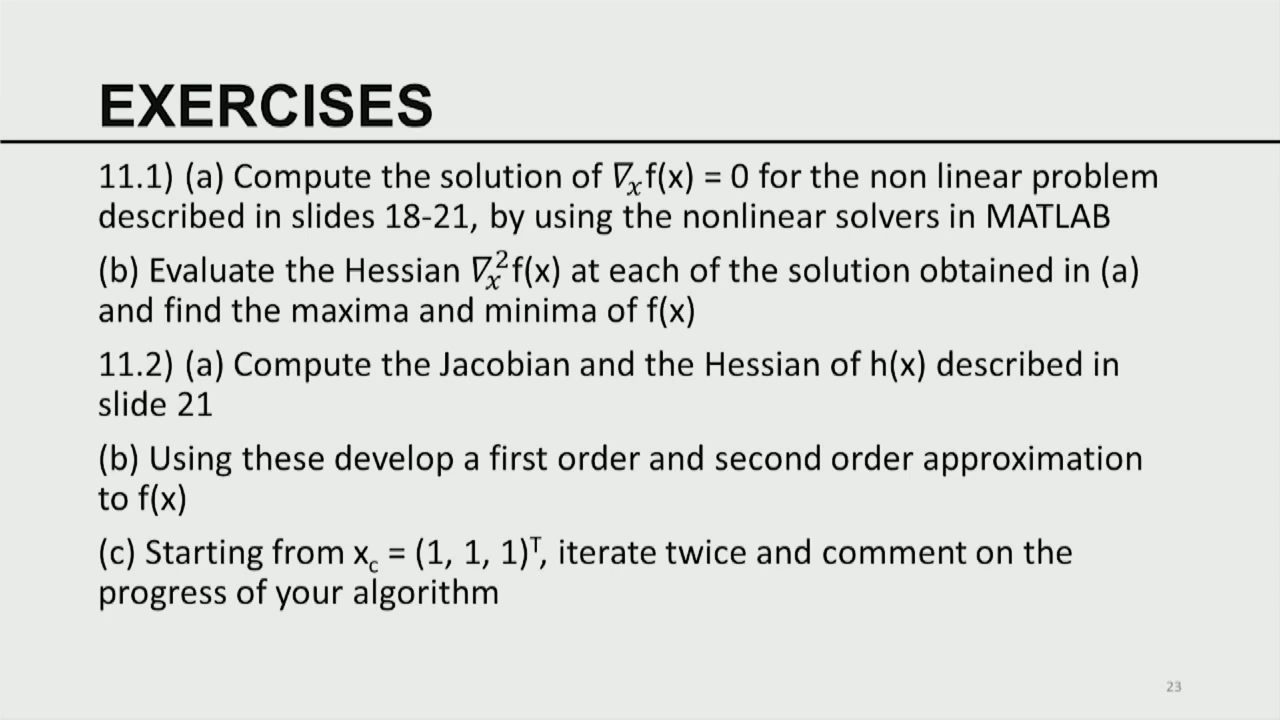 EXERCISES
11.1) (a) Compute the solution of ∇ₓf(x) = 0 for the non linear problem
described in slides 18-21, by using the nonlinear solvers in MATLAB
(b) Evaluate the Hessian ∇ₓ²f(x) at each of the solution obtained in (a)
and find the maxima and minima of f(x)
11.2) (a) Compute the Jacobian and the Hessian of h(x) described in
slide 21
(b) Using these develop a first order and second order approximation
to f(x)
(c) Starting from x_c = (1, 1, 1)ᵀ, iterate twice and comment on the
progress of your algorithm
23